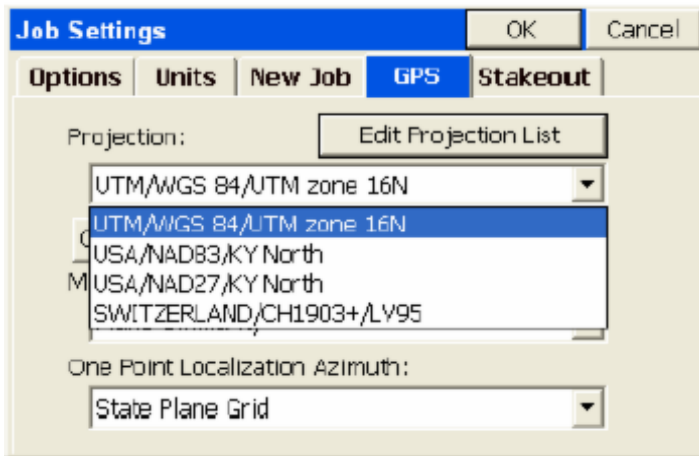 Job Settings OK Cancel
Options Units New Job GPS Stakeout
Projection: Edit Projection List
UTM/WGS 84/UTM zone 16N
UTM/WGS 84/UTM zone 16N
USA/NAD83/KY North
USA/NAD27/KY North
SWITZERLAND/CH1903+/LV95
One Point Localization Azimuth:
State Plane Grid